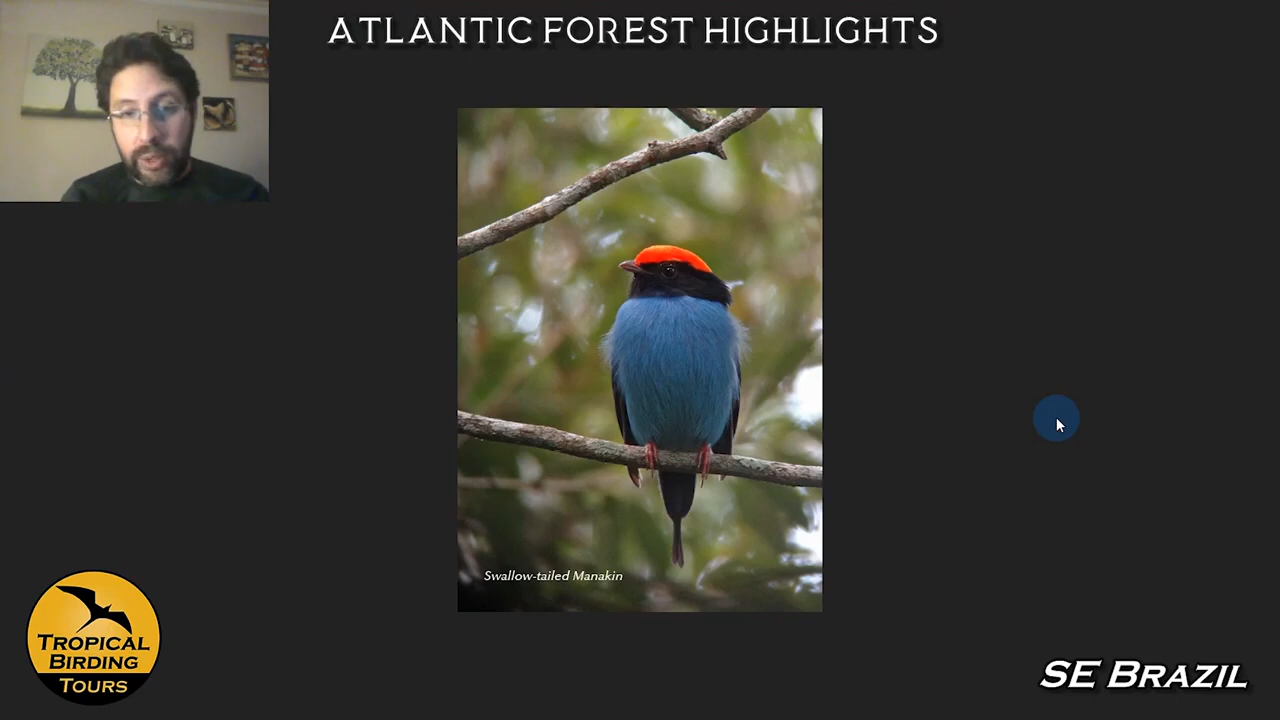 ATLANTIC FOREST HIGHLIGHTS
Swallow-tailed Manakin
TROPICAL
BIRDING
TOURS
SE BRAZIL